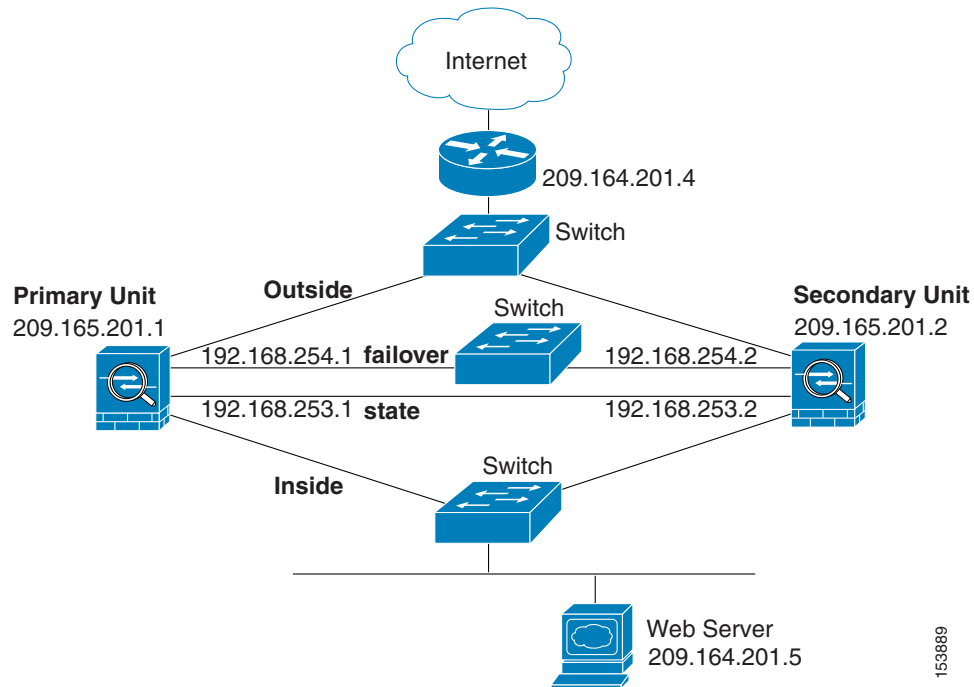 Internet
209.164.201.4
Switch
Outside
Primary Unit
209.165.201.1
Switch
Secondary Unit
209.165.201.2
192.168.254.1 failover 192.168.254.2
192.168.253.1 state 192.168.253.2
Switch
Inside
Web Server
209.164.201.5
153889